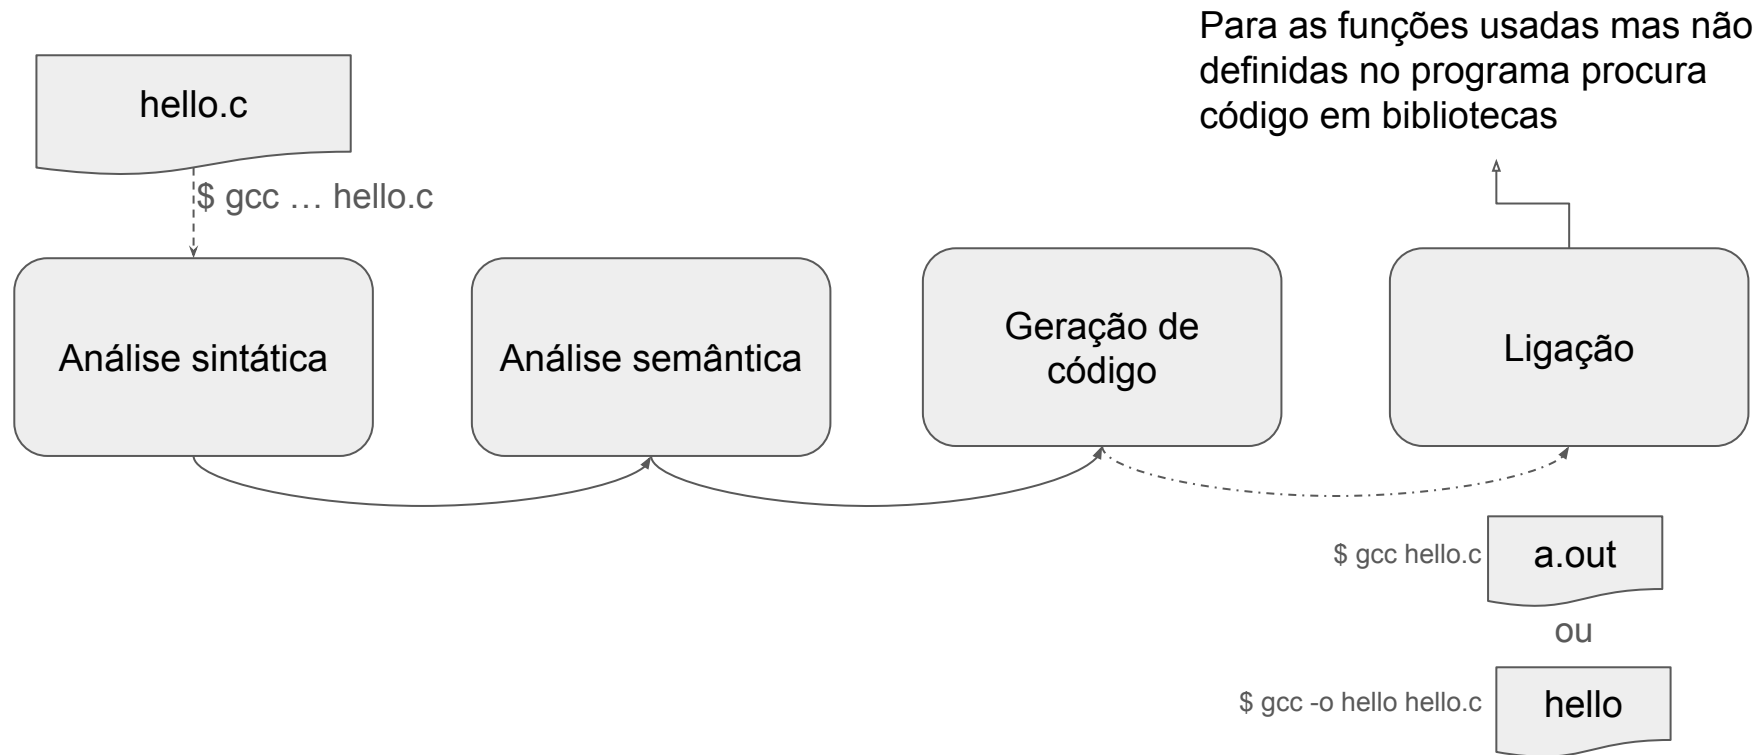 Para as funções usadas mas não
definidas no programa procura
código em bibliotecas
hello.c
$ gcc … hello.c
Análise sintática
Análise semântica
Geração de
código
Ligação
$ gcc hello.c
a.out
ou
$ gcc -o hello hello.c
hello